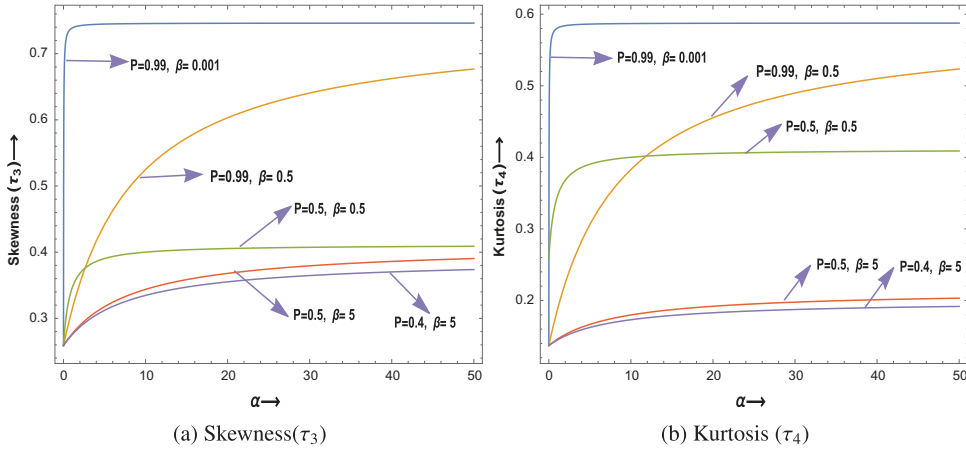 0.7
0.6
0.5
0.4
0.3
Skewness (τ3)⟶
P=0.99, β= 0.001
P=0.99, β= 0.5
P=0.5, β= 0.5
P=0.5, β= 5
P=0.4, β= 5
0 10 20 30 40 50
α→
(a) Skewness(τ3)
0.6
0.5
0.4
0.3
0.2
Kurtosis (τ4)⟶
P=0.99, β= 0.001
P=0.99, β= 0.5
P=0.5, β= 0.5
P=0.5, β= 5
P=0.4, β= 5
0 10 20 30 40 50
α→
(b) Kurtosis (τ4)